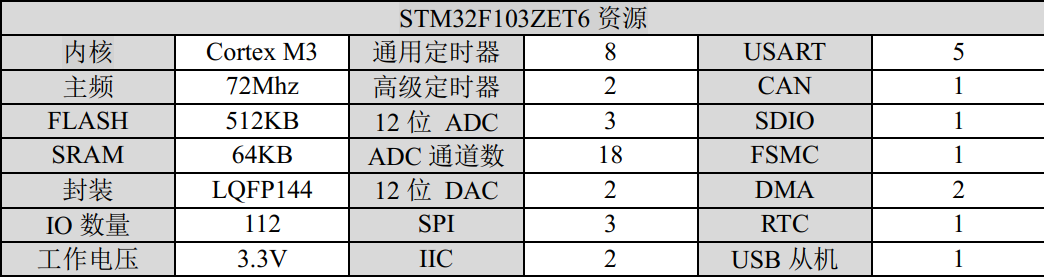 STM32F103ZET6 资源
内核 Cortex M3 通用定时器 8 USART 5
主频 72Mhz 高级定时器 2 CAN 1
FLASH 512KB 12 位 ADC 3 SDIO 1
SRAM 64KB ADC 通道数 18 FSMC 1
封装 LQFP144 12 位 DAC 2 DMA 2
IO 数量 112 SPI 3 RTC 1
工作电压 3.3V IIC 2 USB 从机 1